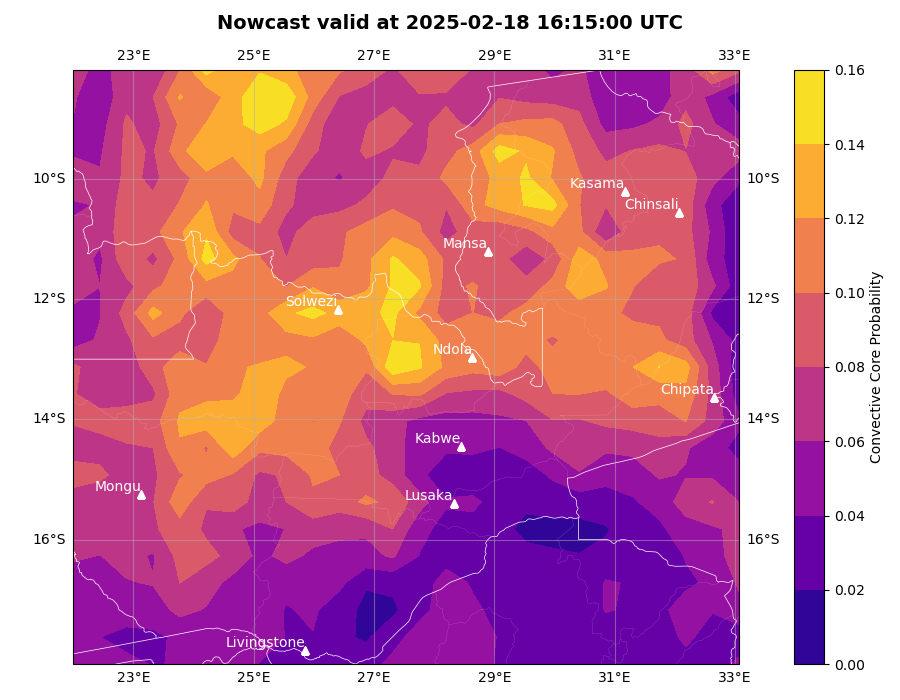 Nowcast valid at 2025-02-18 16:15:00 UTC
23°E 25°E 27°E 29°E 31°E 33°E
0.16
0.14
10°S Kasama 10°S
Chinsali
0.12
Mansa
12°S Solwezi 12°S
0.10
Ndola
0.08
Chipata
14°S 14°S
Kabwe
0.06
Mongu
Lusaka
0.04
16°S 16°S
0.02
Livingstone
0.00
23°E 25°E 27°E 29°E 31°E 33°E
Convective Core Probability